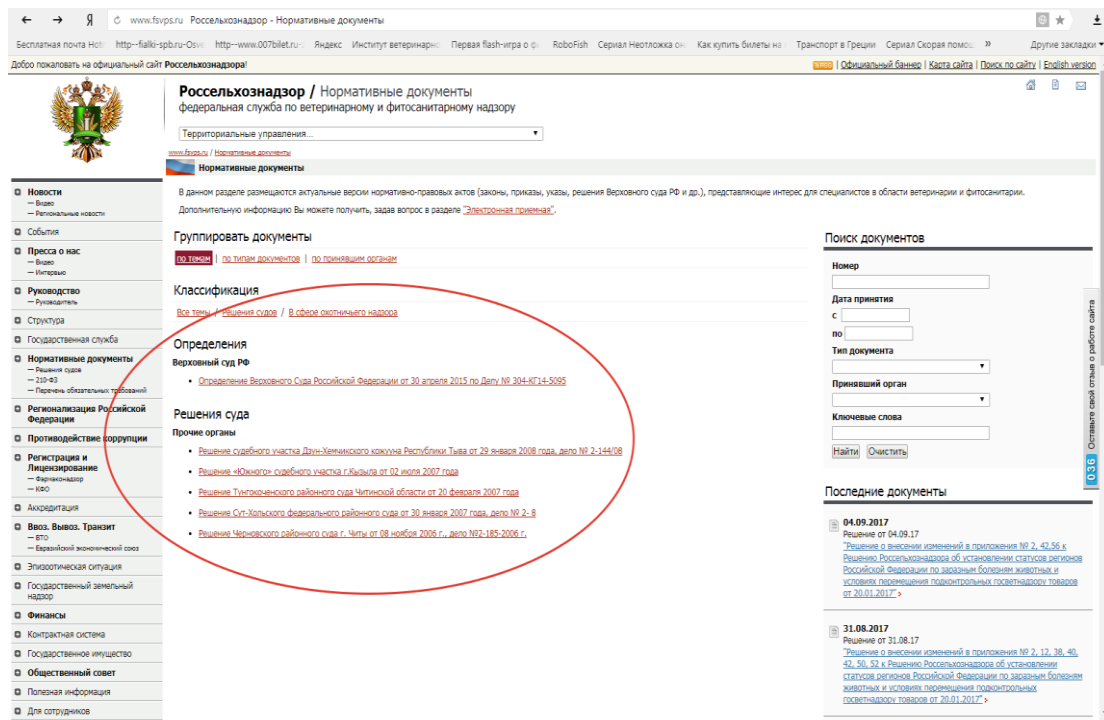 www.fsvps.ru Россельхознадзор - Нормативные документы
Бесплатная почта Hot http--fialki-spb.ru-Osve http--www.007bilet.ru- Яндекс Институт ветеринарно Первая flash-игра о ф RoboFish Сериал Неотложка он Как купить билеты на Транспорт в Греции Сериал Скорая помощ » Другие закладки
Добро пожаловать на официальный сайт Россельхознадзора!
| Официальный баннер | Карта сайта | Поиск по сайту | English version
Россельхознадзор / Нормативные документы
федеральная служба по ветеринарному и фитосанитарному надзору
Территориальные управления...
www.fsvps.ru / Нормативные документы
Нормативные документы
В данном разделе размещаются актуальные версии нормативно-правовых актов (законы, приказы, указы, решения Верховного суда РФ и др.), представляющие интерес для специалистов в области ветеринарии и фитосанитарии.
Дополнительную информацию Вы можете получить, задав вопрос в разделе "Электронная приемная".
Новости
— Видео
— Региональные новости
События
Пресса о нас
— Видео
— Интервью
Руководство
— Руководитель
Структура
Государственная служба
Нормативные документы
— Решения судов
— 210-ФЗ
— Перечень обязательных требований
Регионализация Российской
Федерации
Противодействие коррупции
Регистрация и
Лицензирование
— Фармаконадзор
— КФО
Аккредитация
Ввоз. Вывоз. Транзит
— ВТО
— Евразийский экономический союз
Эпизоотическая ситуация
Государственный земельный
надзор
Финансы
Контрактная система
Государственное имущество
Общественный совет
Полезная информация
Для сотрудников
Группировать документы
по темам | по типам документов | по принявшим органам
Классификация
Все темы / Решения судов / В сфере охотничьего надзора
Определения
Верховный суд РФ
• Определение Верховного Суда Российской Федерации от 30 апреля 2015 по Делу № 304-КГ14-5095
Решения суда
Прочие органы
• Решение судебного участка Дзун-Хемчикского кожууна Республики Тыва от 29 января 2008 года, дело № 2-144/08
• Решение «Южного» судебного участка г.Кызыла от 02 июля 2007 года
• Решение Тунгокоченского районного суда Читинской области от 20 февраля 2007 года
• Решение Сут-Хольского федерального районного суда от 30 января 2007 года, дело № 2- 8
• Решение Черновского районного суда г. Читы от 08 ноября 2006 г., дело №2-185-2006 г.
Поиск документов
Номер
Дата принятия
с
по
Тип документа
Принявший орган
Ключевые слова
Найти Очистить
Последние документы
04.09.2017
Решение от 04.09.17
"Решение о внесении изменений в приложения № 2, 42,56 к
Решению Россельхознадзора об установлении статусов регионов
Российской Федерации по заразным болезням животных и
условиях перемещения подконтрольных госветнадзору товаров
от 20.01.2017" ›
31.08.2017
Решение от 31.08.17
"Решение о внесении изменений в приложения № 2, 12, 38, 40,
42, 50, 52 к Решению Россельхознадзора об установлении
статусов регионов Российской Федерации по заразным болезням
животных и условиях перемещения подконтрольных
госветнадзору товаров от 20.01.2017" ›
Оставьте свой отзыв о работе сайта
036